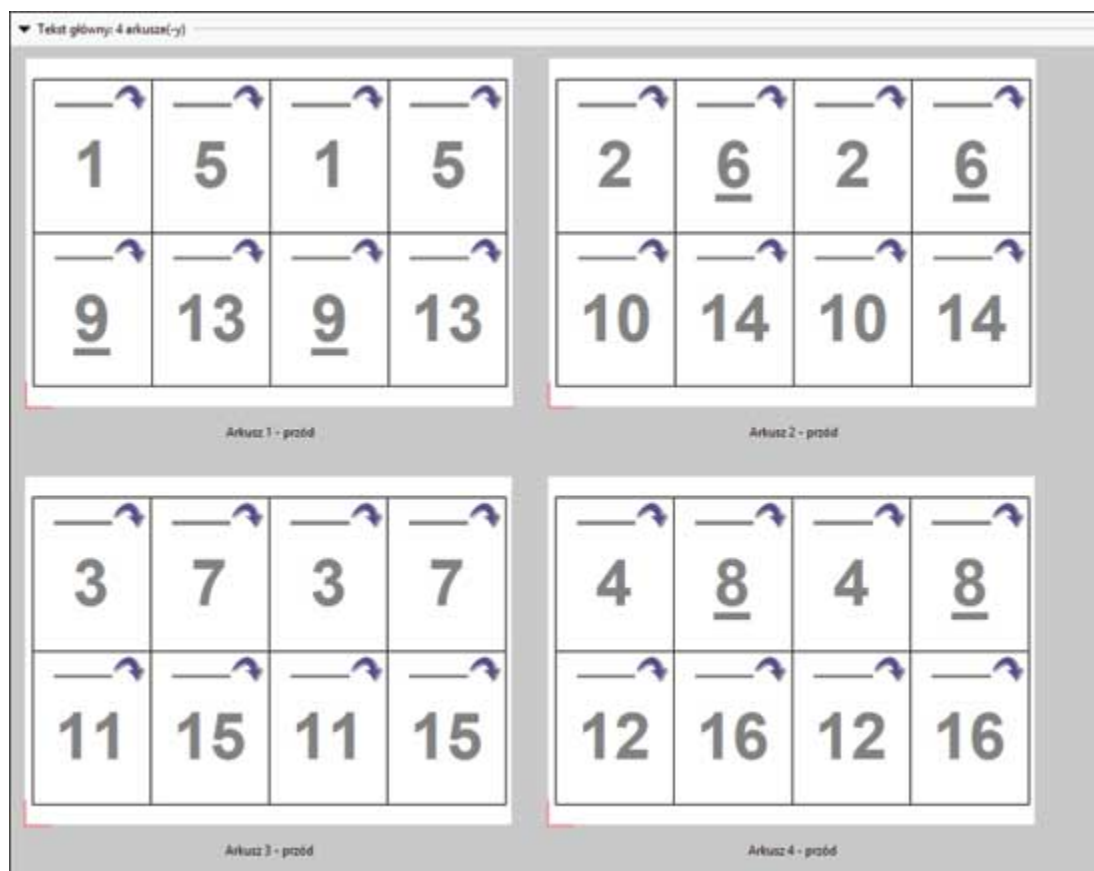 Tekst główny: 4 arkusze(-y)
1 5 1 5
9 13 9 13
Arkusz 1 - przód
2 6 2 6
10 14 10 14
Arkusz 2 - przód
3 7 3 7
11 15 11 15
Arkusz 3 - przód
4 8 4 8
12 16 12 16
Arkusz 4 - przód